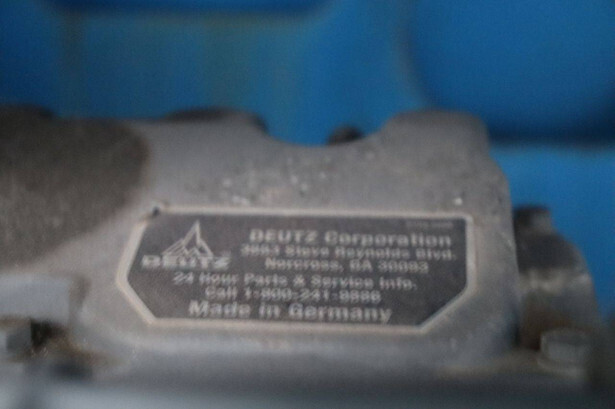 DEUTZ
DEUTZ Corporation
3883 Steve Reynolds Blvd.
Norcross, GA 30093
24 Hour Parts & Service Info.
Call 1-800-241-9886
Made in Germany